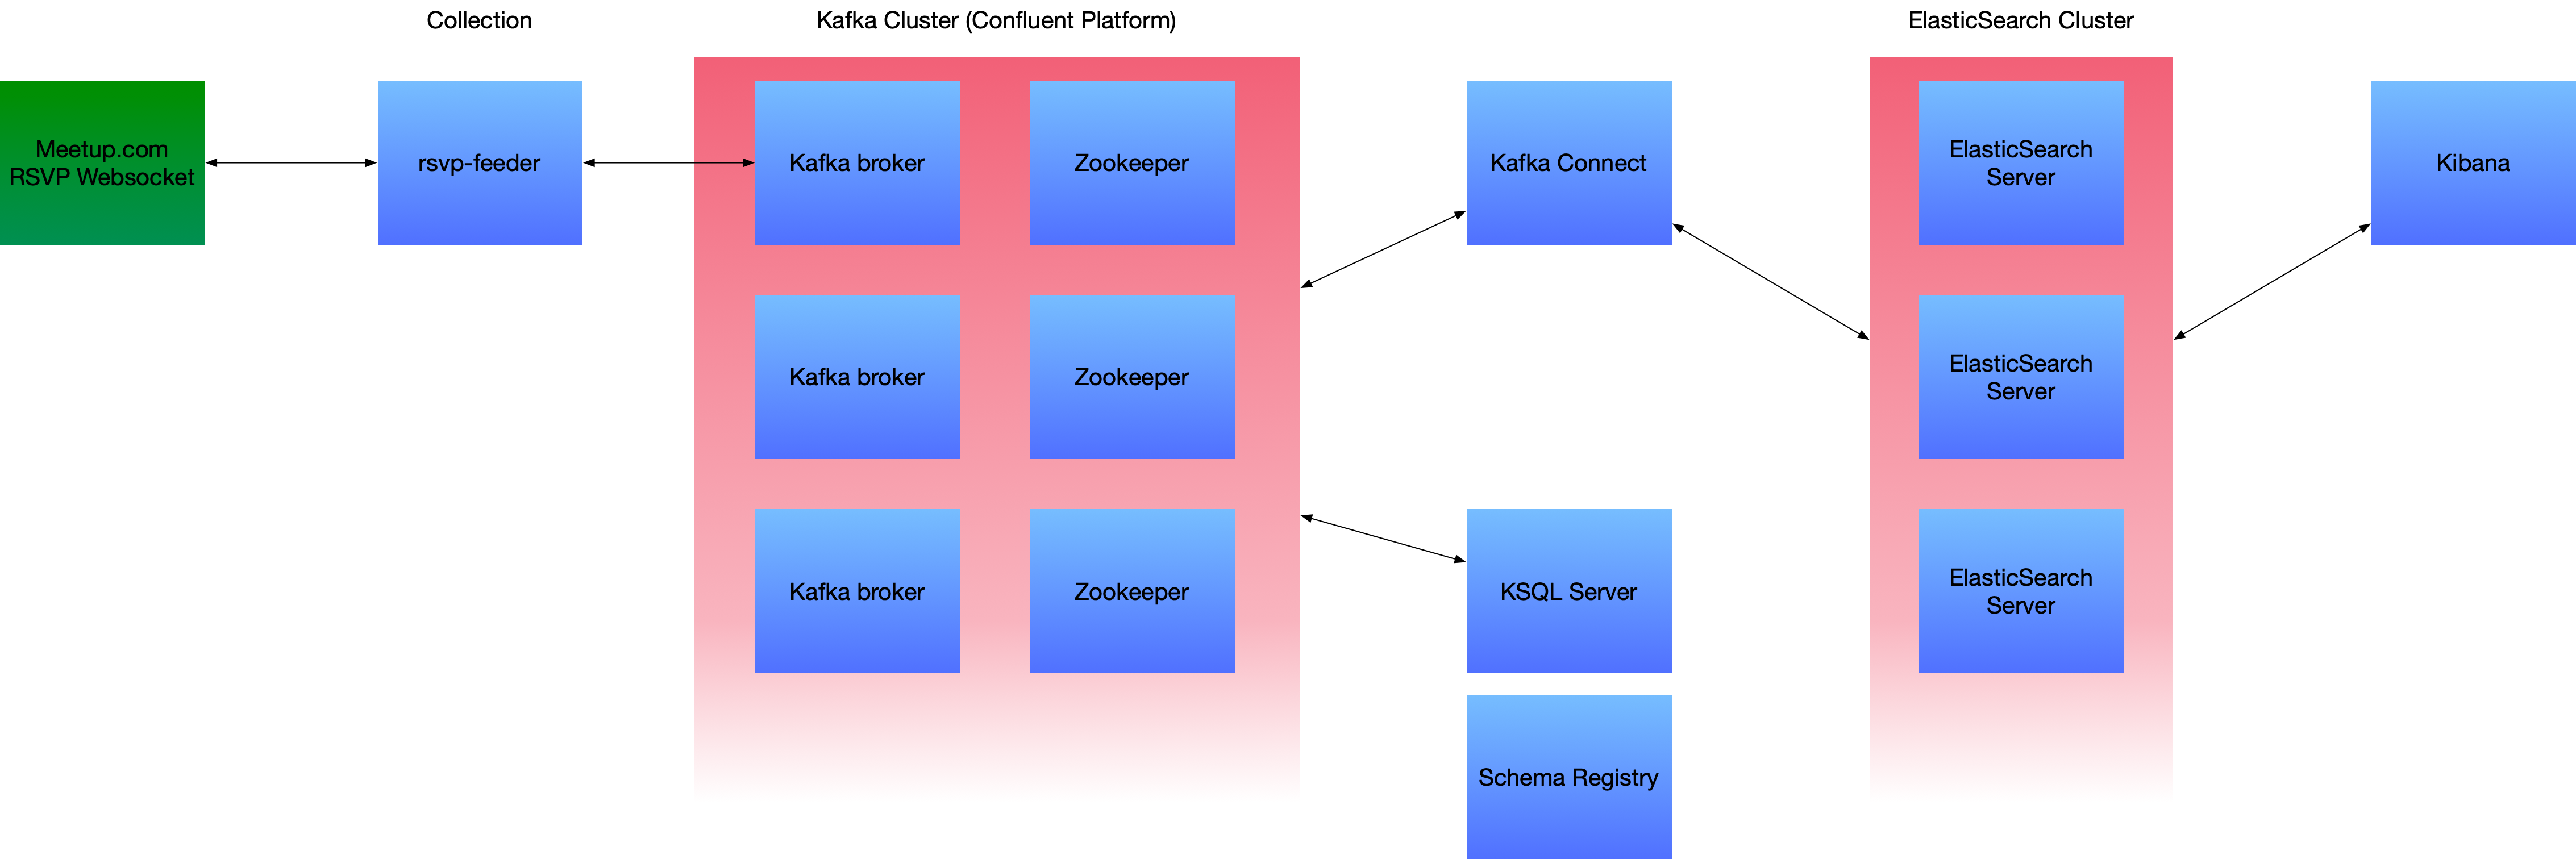 Collection
Kafka Cluster (Confluent Platform)
ElasticSearch Cluster
Meetup.com
RSVP Websocket
rsvp-feeder
Kafka broker
Zookeeper
Kafka Connect
ElasticSearch
Server
Kibana
Kafka broker
Zookeeper
ElasticSearch
Server
Kafka broker
Zookeeper
KSQL Server
ElasticSearch
Server
Schema Registry